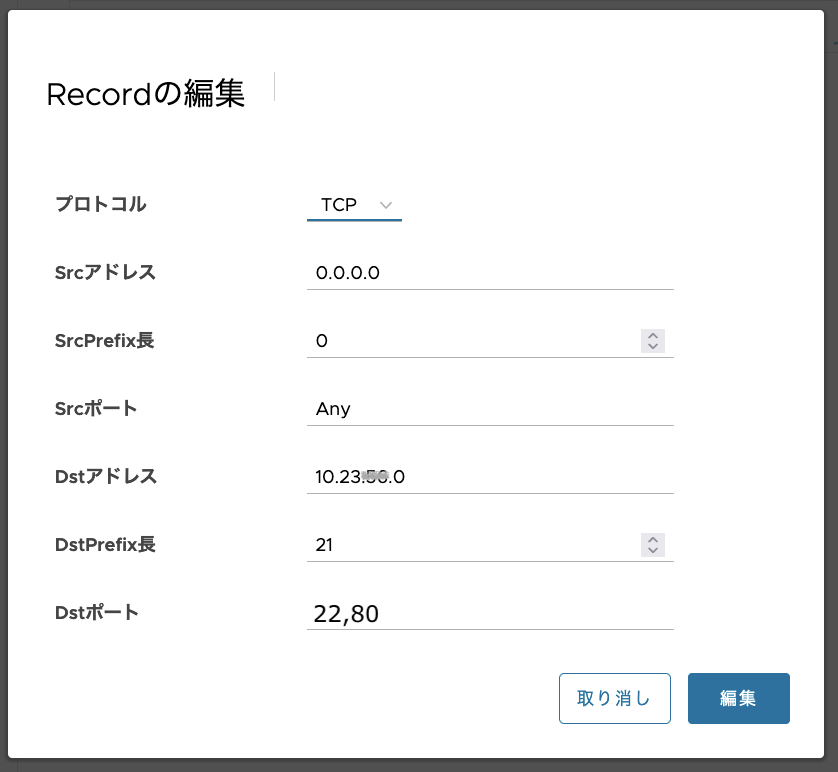 Recordの編集
プロトコル TCP
Srcアドレス 0.0.0.0
SrcPrefix長 0
Srcポート Any
Dstアドレス 10.23 .0
DstPrefix長 21
Dstポート 22,80
取り消し 編集